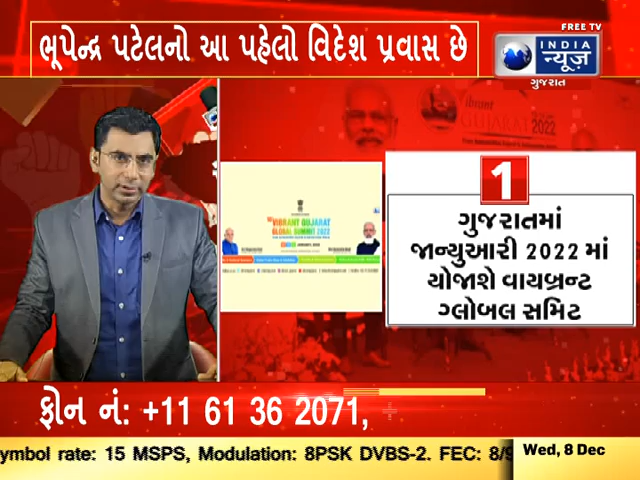 ભૂપેન્દ્ર પટેલનો આ પહેલો વિદેશ પ્રવાસ છે
FREE TV
INDIA
न्यूज़
ગુજરાત
GUJARAT
2022
VIBRANT GUJARAT
GLOBAL SUMMIT 2022
1
ગુજરાતમાં
જાન્યુઆરી 2022 માં
યોજાશે વાયબ્રન્ટ
ગ્લોબલ સમિટ
ફોન નં: +11 61 36 2071,
ymbol rate: 15 MSPS, Modulation: 8PSK DVBS-2. FEC: 8/9
Wed, 8 Dec